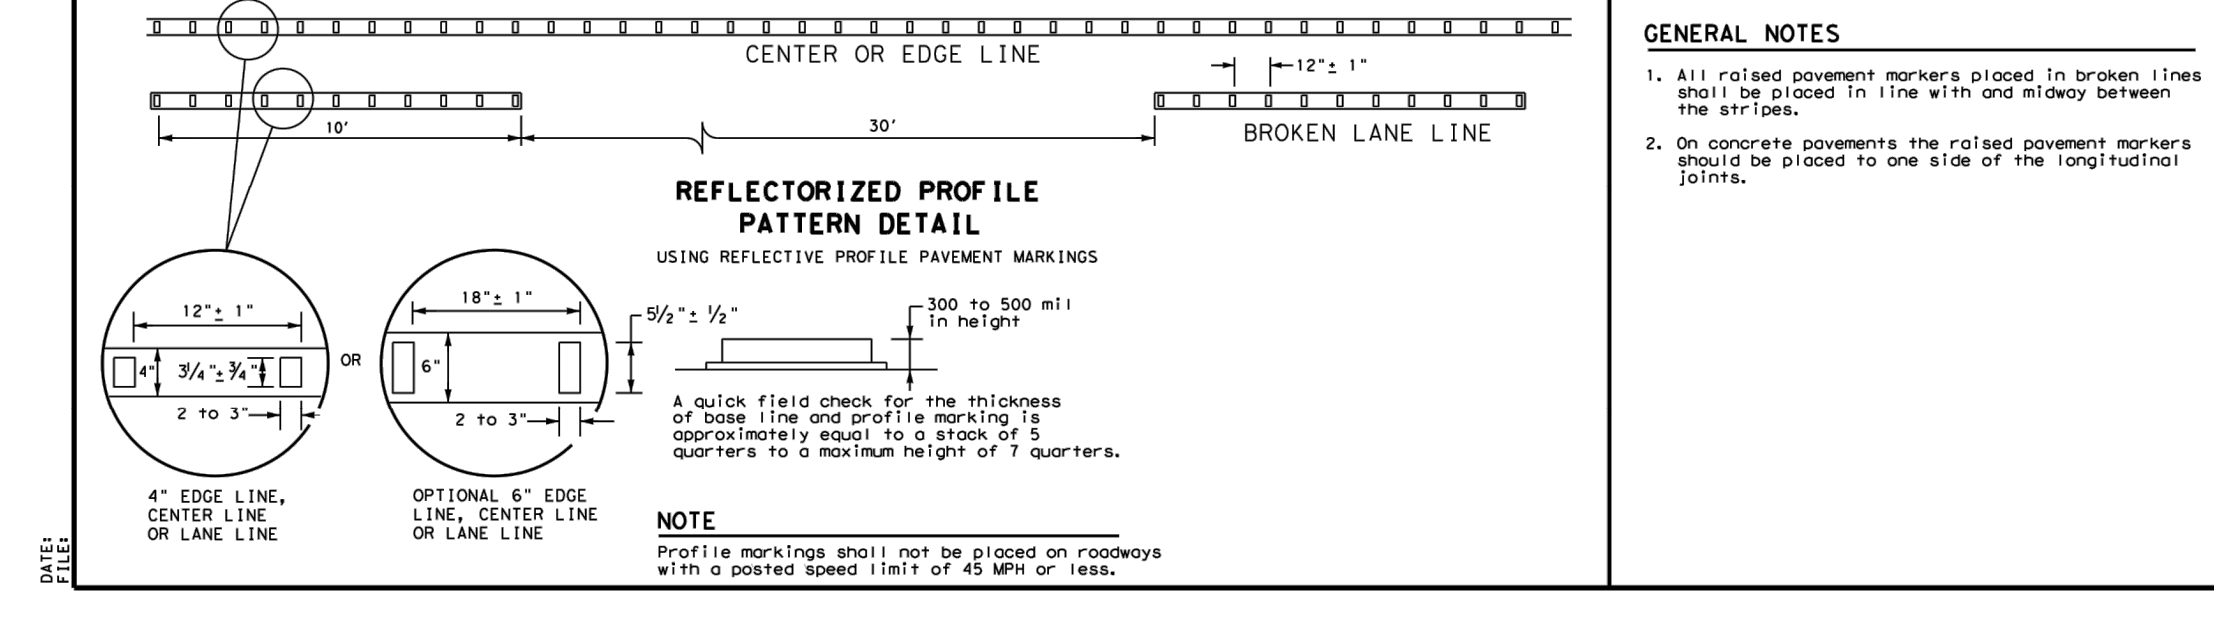 CENTER OR EDGE LINE
12"± 1"
10'
30'
BROKEN LANE LINE
REFLECTORIZED PROFILE
PATTERN DETAIL
USING REFLECTIVE PROFILE PAVEMENT MARKINGS
12"± 1"
4"
3¼"± ¾"
2 to 3"
OR
18"± 1"
6"
2 to 3"
5½"± ½"
300 to 500 mil
in height
A quick field check for the thickness
of base line and profile marking is
approximately equal to a stack of 5
quarters to a maximum height of 7 quarters.
4" EDGE LINE,
CENTER LINE
OR LANE LINE
OPTIONAL 6" EDGE
LINE, CENTER LINE
OR LANE LINE
NOTE
Profile markings shall not be placed on roadways
with a posted speed limit of 45 MPH or less.
GENERAL NOTES
1. All raised pavement markers placed in broken lines
shall be placed in line with and midway between
the stripes.
2. On concrete pavements the raised pavement markers
should be placed to one side of the longitudinal
joints.
DATE:
FILE: